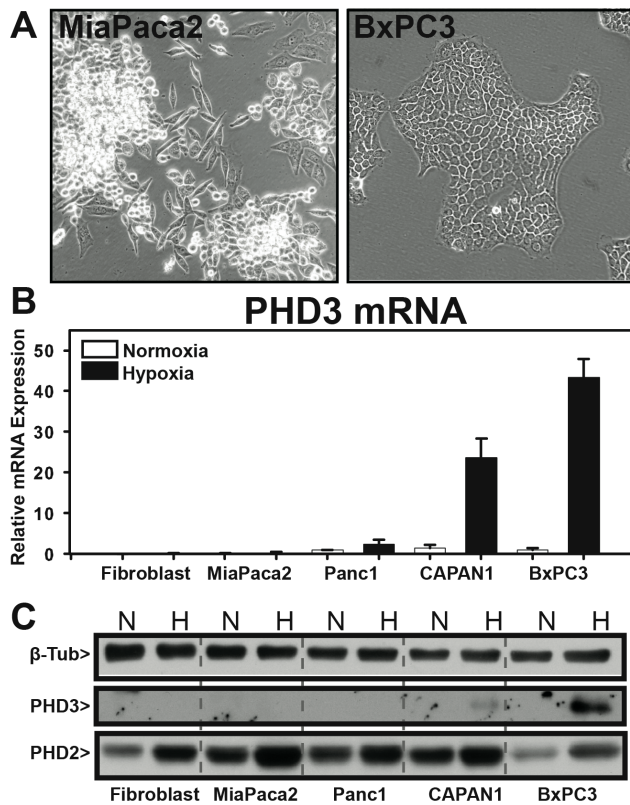 A
MiaPaca2
BxPC3
B
PHD3 mRNA
Relative mRNA Expression
50
40
30
20
10
0
Normoxia
Hypoxia
Fibroblast MiaPaca2 Panc1 CAPAN1 BxPC3
C
N H N H N H N H N H
β-Tub>
PHD3>
PHD2>
Fibroblast MiaPaca2 Panc1 CAPAN1 BxPC3